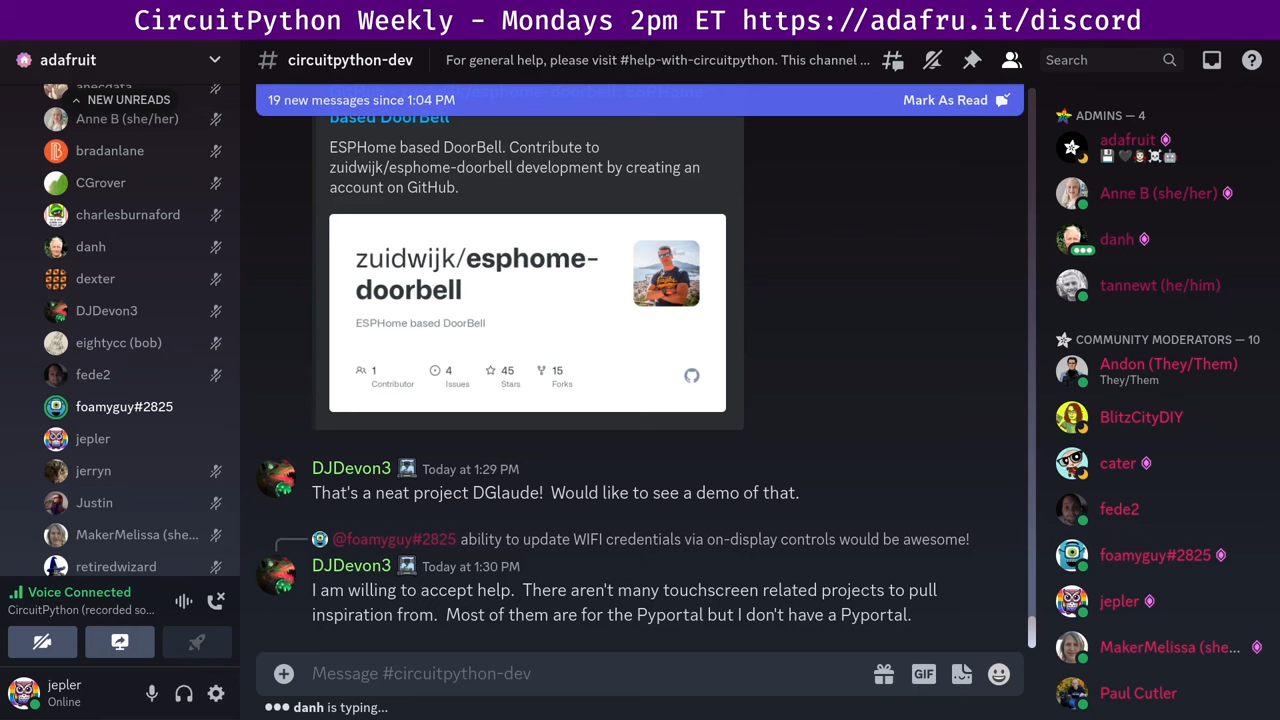 CircuitPython Weekly - Mondays 2pm ET https://adafru.it/discord
adafruit
circuitpython-dev
For general help, please visit #help-with-circuitpython. This channel ...
Search
NEW UNREADS
Anne B (she/her)
bradanlane
CGrover
charlesburnaford
danh
dexter
DJDevon3
eightycc (bob)
fede2
foamyguy#2825
jepler
jerryn
Justin
MakerMelissa (she...
retiredwizard
Voice Connected
CircuitPython (recorded so...
jepler
Online
19 new messages since 1:04 PM
Mark As Read
based DoorBell
ESPHome based DoorBell. Contribute to
zuidwijk/esphome-doorbell development by creating an
account on GitHub.
zuidwijk/esphome-
doorbell
ESPHome based DoorBell
1 Contributor
4 Issues
45 Stars
15 Forks
DJDevon3 Today at 1:29 PM
That's a neat project DGlaude! Would like to see a demo of that.
@foamyguy#2825 ability to update WIFI credentials via on-display controls would be awesome!
DJDevon3 Today at 1:30 PM
I am willing to accept help. There aren't many touchscreen related projects to pull
inspiration from. Most of them are for the Pyportal but I don't have a Pyportal.
Message #circuitpython-dev
GIF
danh is typing...
ADMINS — 4
adafruit
Anne B (she/her)
danh
tannewt (he/him)
COMMUNITY MODERATORS — 10
Andon (They/Them)
They/Them
BlitzCityDIY
cater
fede2
foamyguy#2825
jepler
MakerMelissa (she...
Paul Cutler